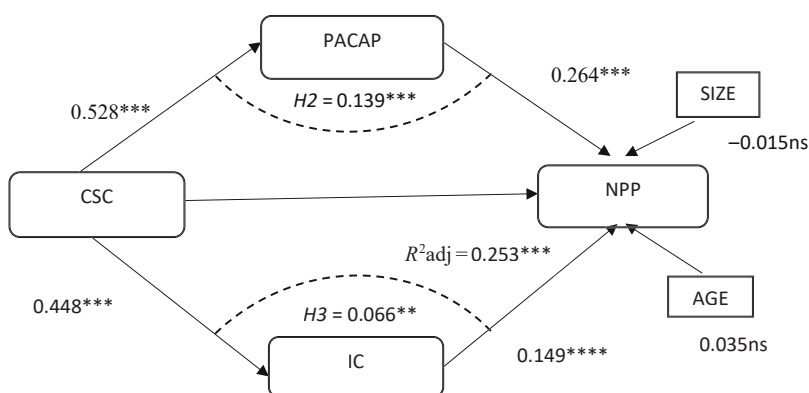 PACAP
0.264***
SIZE
0.528***
H2 = 0.139***
–0.015ns
CSC
NPP
R²adj = 0.253***
0.448***
H3 = 0.066**
AGE
IC
0.149****
0.035ns